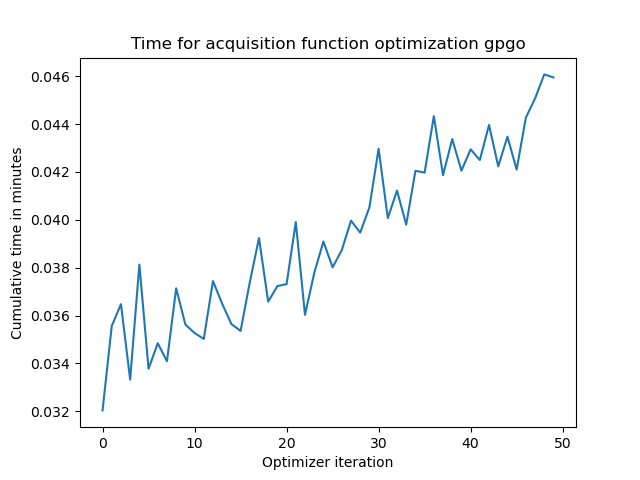 Time for acquisition function optimization gpgo
0.046
0.044
0.042
0.040
0.038
0.036
0.034
0.032
Cumulative time in minutes
0 10 20 30 40 50
Optimizer iteration